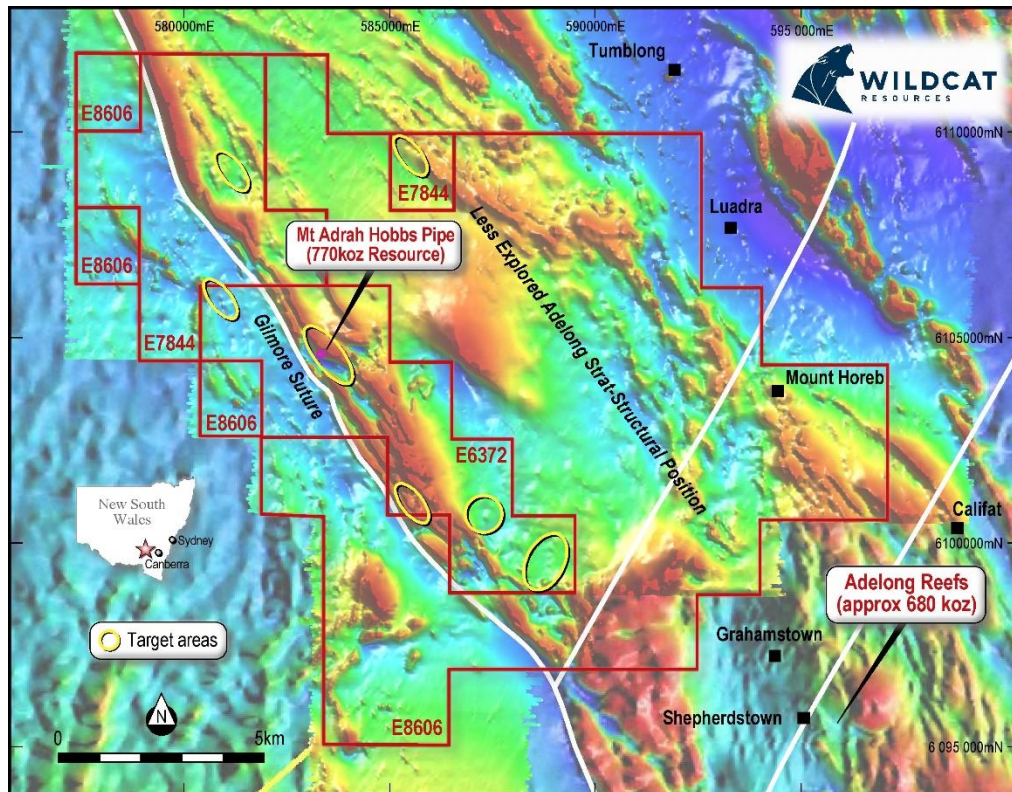 580000mE
585000mE
590000mE
595 000mE
Tumblong
WILDCAT
RESOURCES
E8606
6110000mN
E7844
Luadra
Mt Adrah Hobbs Pipe
(770koz Resource)
Less Explored Adelong Strat-Structural Position
E8606
Gilmore Suture
E7844
6105000mN
Mount Horeb
E8606
E6372
New South
Wales
Sydney
Canberra
Califat
6100000mN
Adelong Reefs
(approx 680 koz)
Target areas
Grahamstown
N
Shepherdstown
E8606
0
5km
6 095 000mN